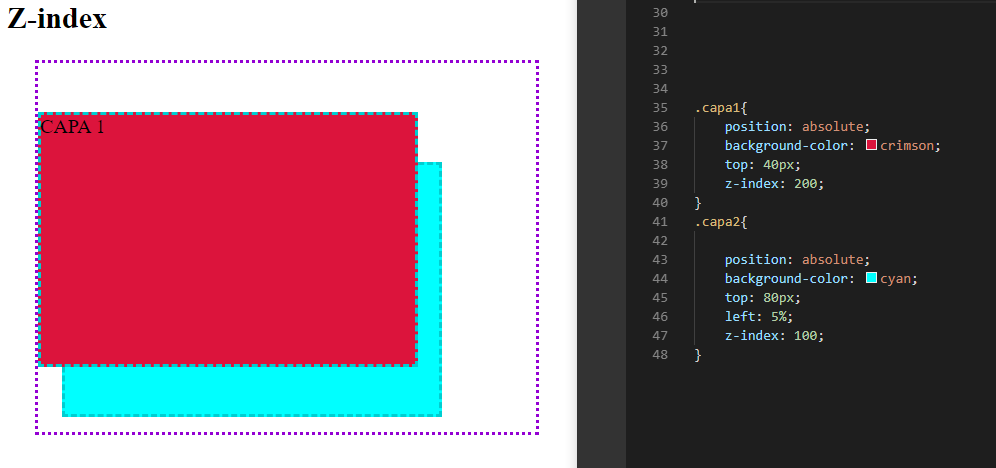 Z-index
CAPA 1
30
31
32
33
34
35 .capa1{
36 position: absolute;
37 background-color: crimson;
38 top: 40px;
39 z-index: 200;
40 }
41 .capa2{
42
43 position: absolute;
44 background-color: cyan;
45 top: 80px;
46 left: 5%;
47 z-index: 100;
48 }